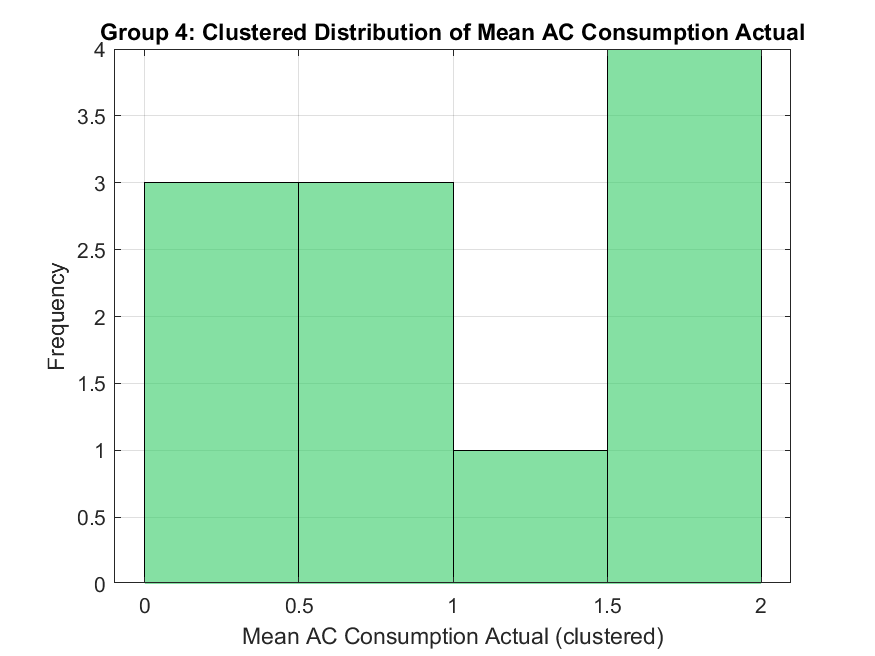 Group 4: Clustered Distribution of Mean AC Consumption Actual
4
3.5
3
2.5
2
1.5
1
0.5
0
Frequency
0 0.5 1 1.5 2
Mean AC Consumption Actual (clustered)